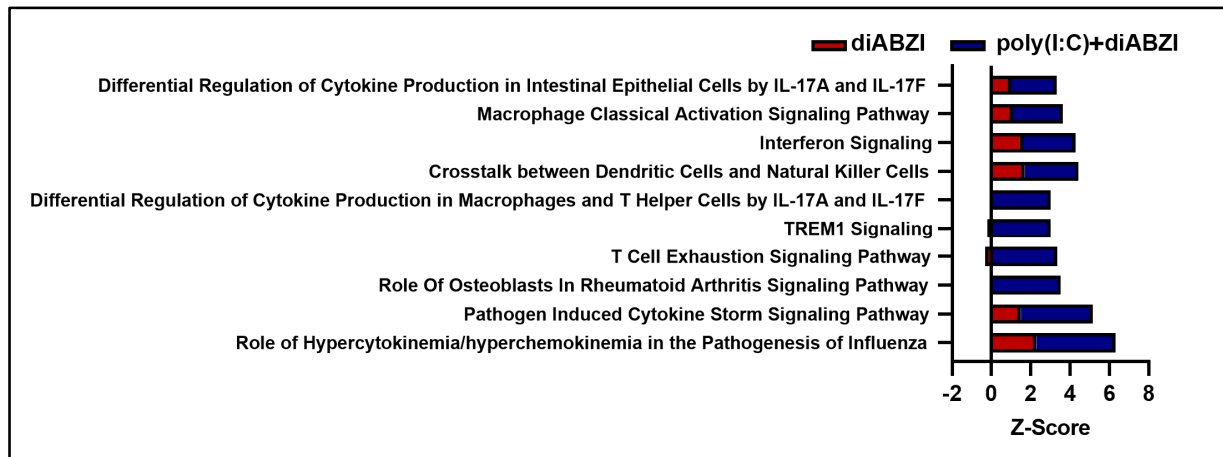 diABZI poly(I:C)+diABZI
Differential Regulation of Cytokine Production in Intestinal Epithelial Cells by IL-17A and IL-17F
Macrophage Classical Activation Signaling Pathway
Interferon Signaling
Crosstalk between Dendritic Cells and Natural Killer Cells
Differential Regulation of Cytokine Production in Macrophages and T Helper Cells by IL-17A and IL-17F
TREM1 Signaling
T Cell Exhaustion Signaling Pathway
Role Of Osteoblasts In Rheumatoid Arthritis Signaling Pathway
Pathogen Induced Cytokine Storm Signaling Pathway
Role of Hypercytokinemia/hyperchemokinemia in the Pathogenesis of Influenza
-2 0 2 4 6 8
Z-Score